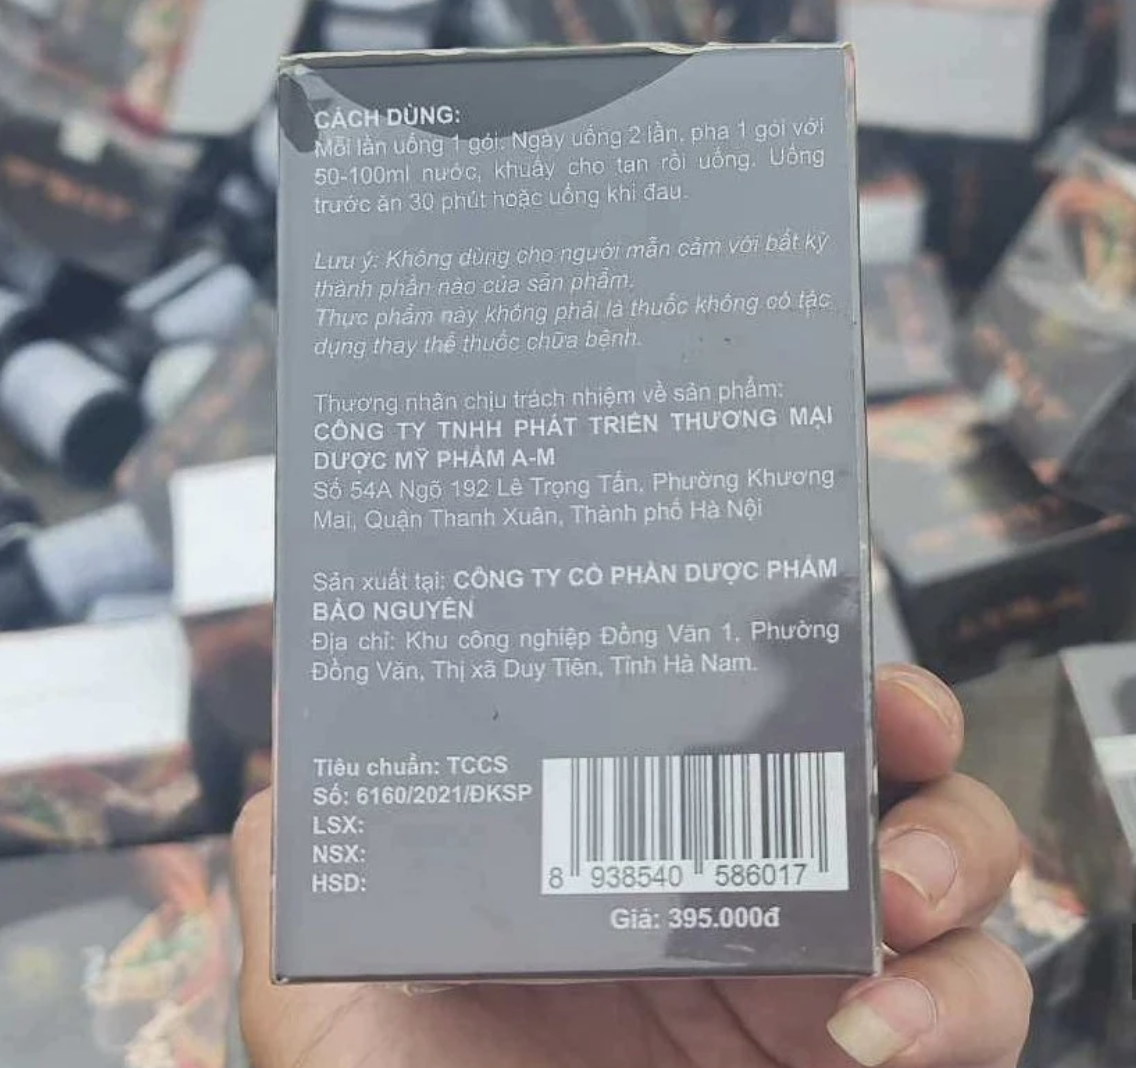 CÁCH DÙNG:
Mỗi lần uống 1 gói. Ngày uống 2 lần, pha 1 gói với
50-100ml nước, khuấy cho tan rồi uống. Uống
trước ăn 30 phút hoặc uống khi đau.
Lưu ý: Không dùng cho người mẫn cảm với bất kỳ
thành phần nào của sản phẩm.
Thực phẩm này không phải là thuốc không có tác
dụng thay thế thuốc chữa bệnh.
Thương nhân chịu trách nhiệm về sản phẩm:
CÔNG TY TNHH PHÁT TRIỂN THƯƠNG MẠI
DƯỢC MỸ PHẨM A-M
Số 54A Ngõ 192 Lê Trọng Tấn, Phường Khương
Mai, Quận Thanh Xuân, Thành phố Hà Nội
Sản xuất tại: CÔNG TY CỔ PHẦN DƯỢC PHẨM
BẢO NGUYÊN
Địa chỉ: Khu công nghiệp Đồng Văn 1, Phường
Đồng Văn, Thị xã Duy Tiên, Tỉnh Hà Nam.
Tiêu chuẩn: TCCS
Số: 6160/2021/ĐKSP
LSX:
NSX:
HSD:
8 938540 586017
Giá: 395.000đ